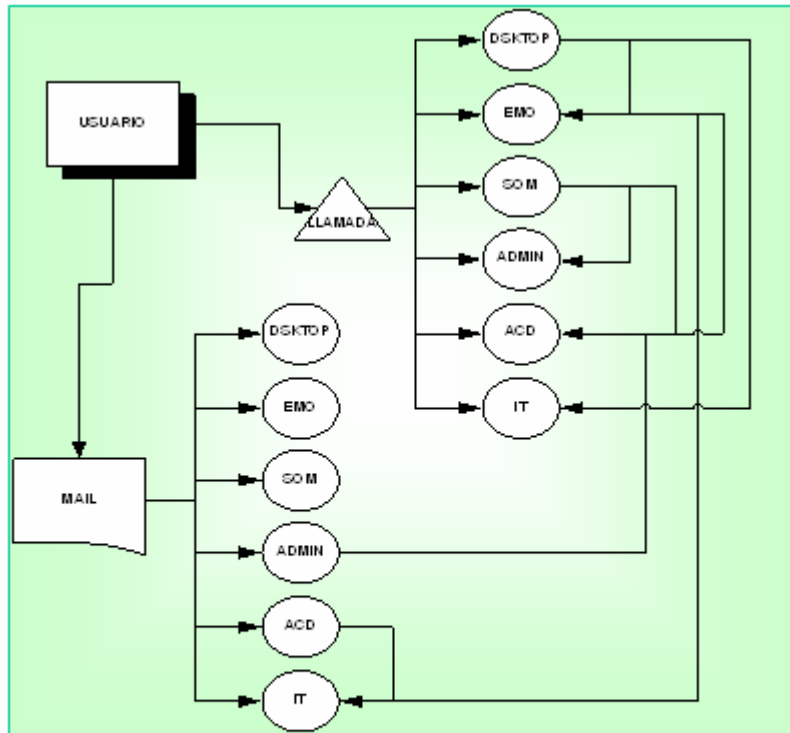 USUARIO
LLAMADA
DSKTOP
EMO
SOM
ADMIN
ACD
IT
MAIL
DSKTOP
EMO
SOM
ADMIN
ACD
IT